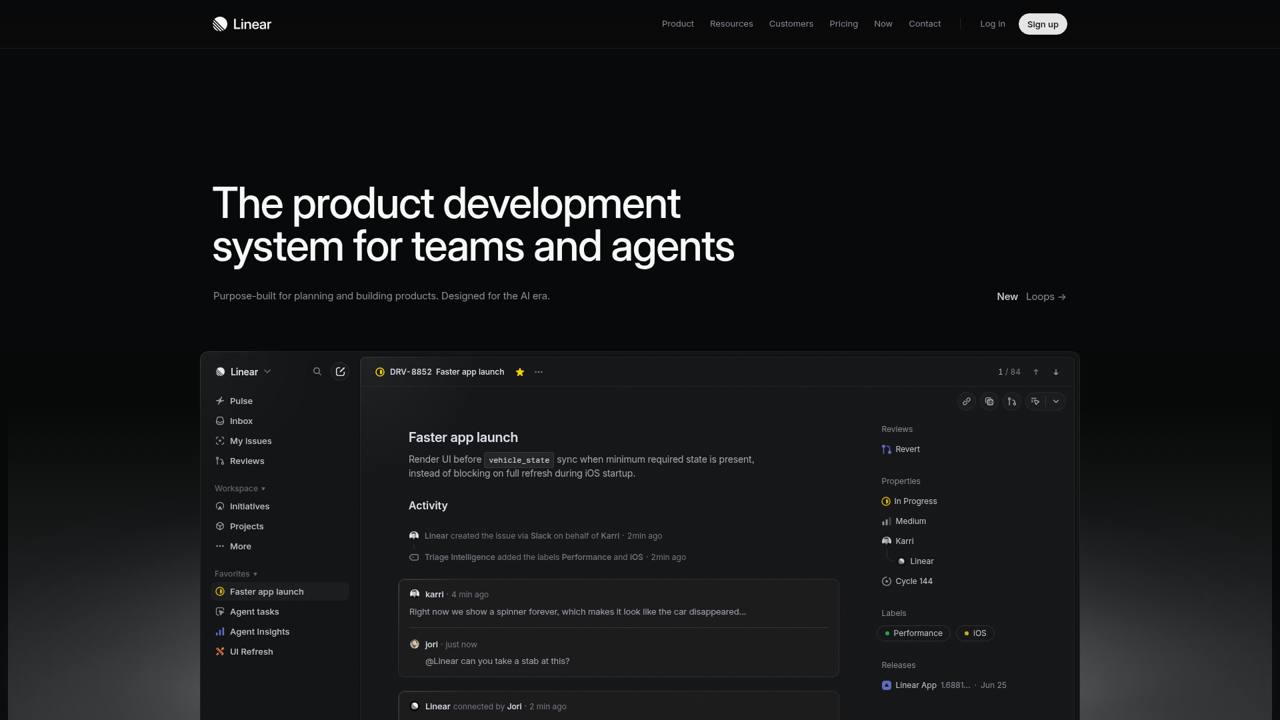 Linear
Product Resources Customers Pricing Now Contact Log in Sign up
The product development
system for teams and agents
Purpose-built for planning and building products. Designed for the AI era.
New Loops →
Linear
Pulse
Inbox
My issues
Reviews
Workspace
Initiatives
Projects
More
Favorites
Faster app launch
Agent tasks
Agent Insights
UI Refresh
DRV-8852 Faster app launch
1 / 84
Faster app launch
Render UI before vehicle_state sync when minimum required state is present,
instead of blocking on full refresh during iOS startup.
Activity
Linear created the issue via Slack on behalf of Karri · 2min ago
Triage Intelligence added the labels Performance and iOS · 2min ago
karri · 4 min ago
Right now we show a spinner forever, which makes it look like the car disappeared...
jori · just now
@Linear can you take a stab at this?
Linear connected by Jori · 2 min ago
Reviews
Revert
Properties
In Progress
Medium
Karri
Linear
Cycle 144
Labels
Performance iOS
Releases
Linear App 1.6881... · Jun 25